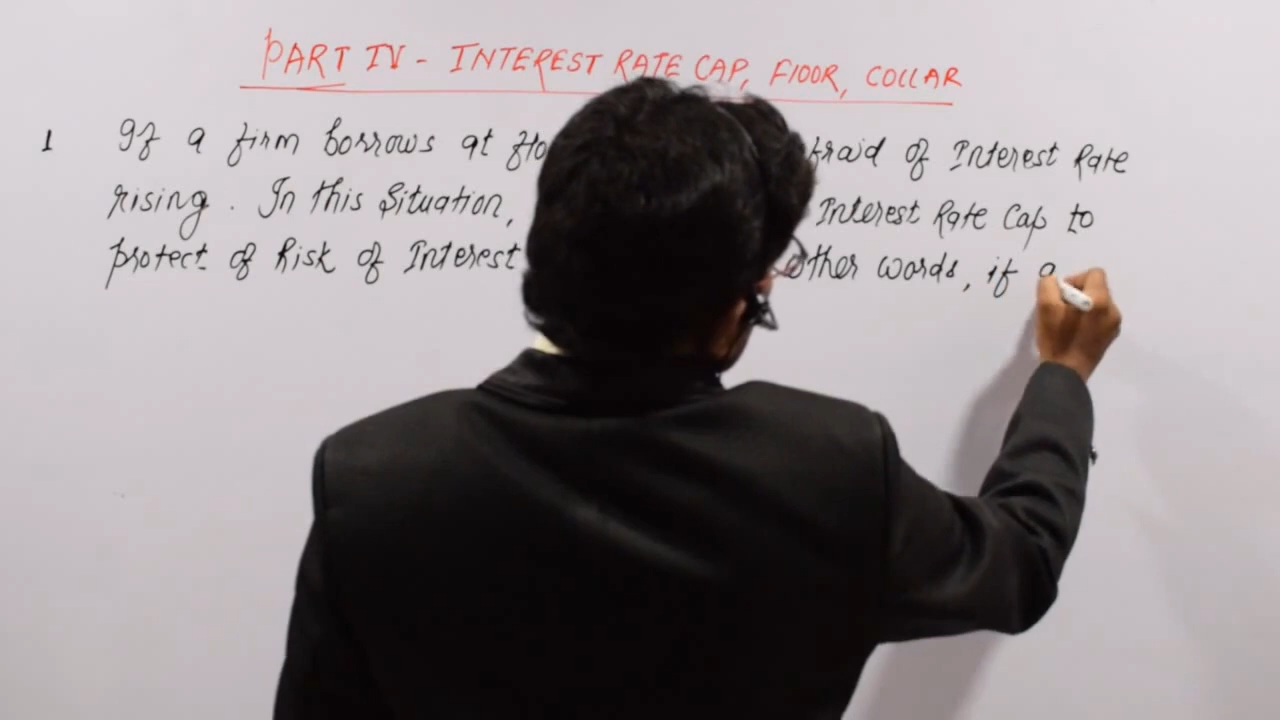 PART IV - INTEREST RATE CAP, FLOOR, COLLAR
1 If a firm borrows at flo fraid of Interest Rate
rising. In this Situation, Interest Rate Cap to
protect of Risk of Interest other words, if a